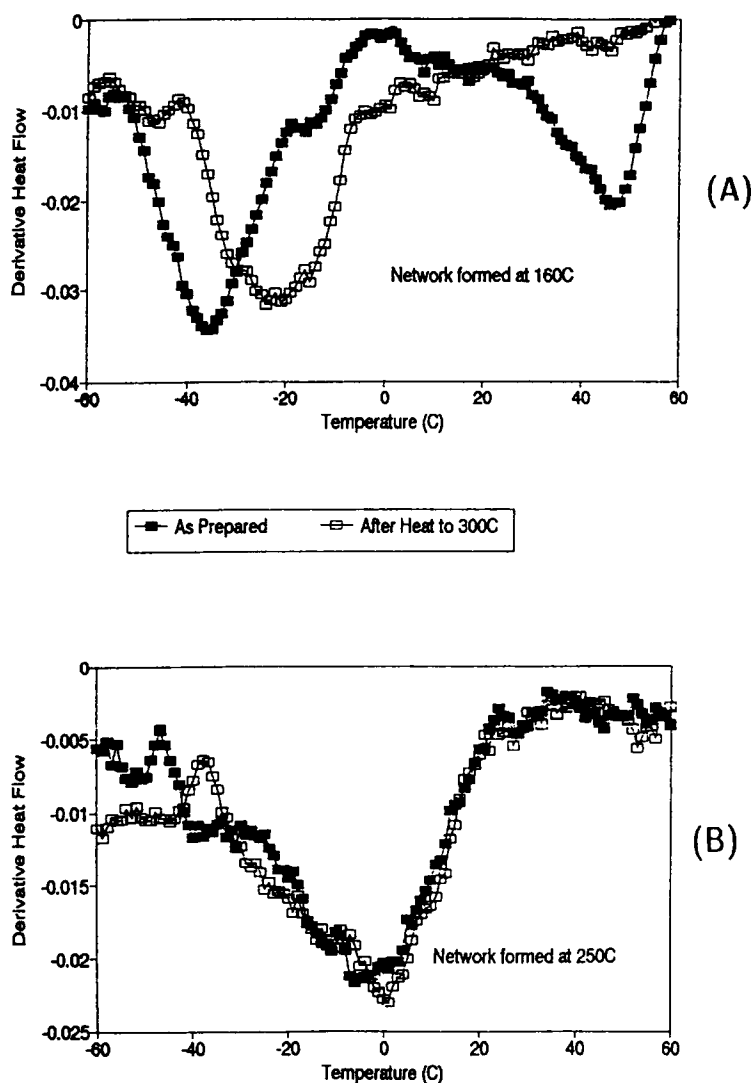 0
-0.01
-0.02
-0.03
-0.04
Derivative Heat Flow
-60
-40
-20
0
20
40
60
Temperature (C)
Network formed at 160C
(A)
As Prepared
After Heat to 300C
0
-0.005
-0.01
-0.015
-0.02
-0.025
Derivative Heat Flow
-60
-40
-20
0
20
40
60
Temperature (C)
Network formed at 250C
(B)